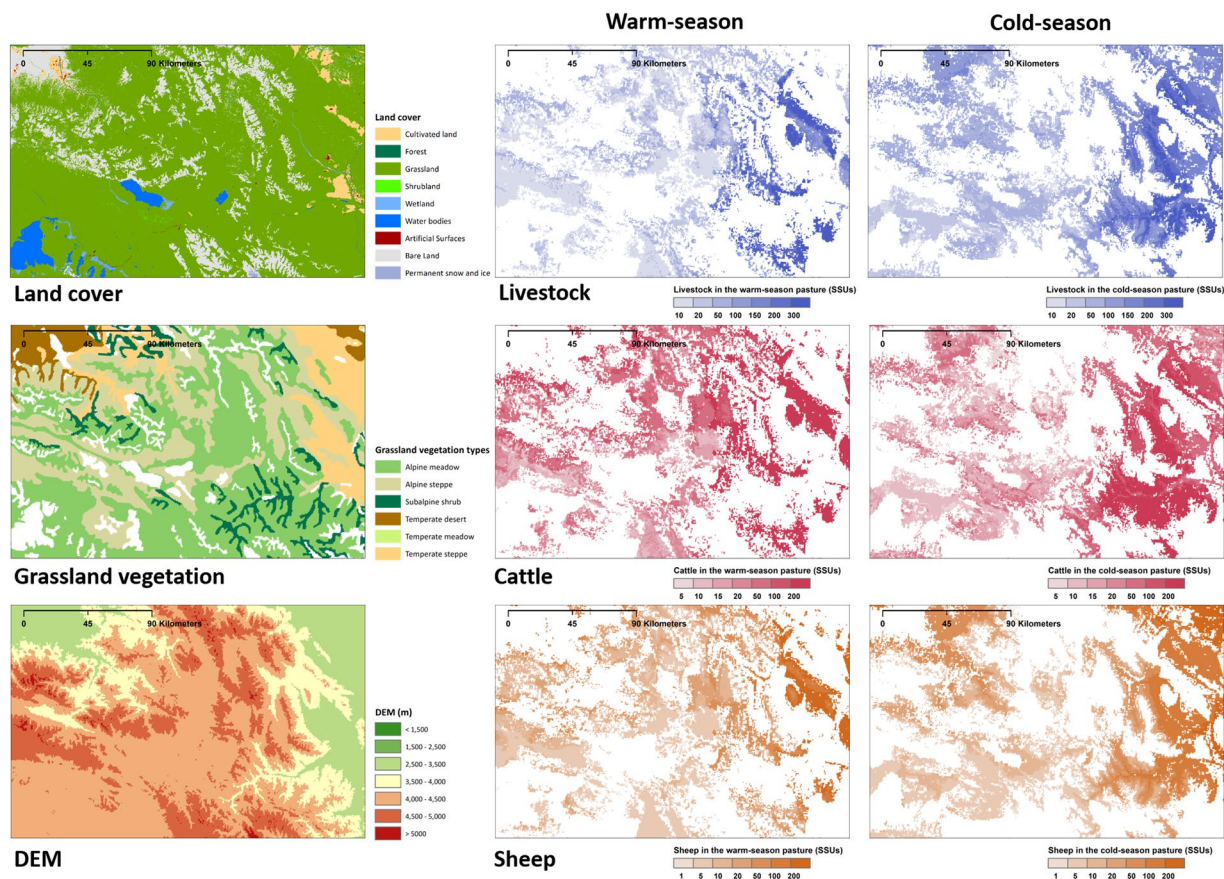 Warm-season
Cold-season
0 45 90 Kilometers
Land cover
Cultivated land
Forest
Grassland
Shrubland
Wetland
Water bodies
Artificial Surfaces
Bare Land
Permanent snow and ice
Land cover
0 45 90 Kilometers
Livestock
Livestock in the warm-season pasture (SSUs)
10 20 50 100 150 200 300
0 45 90 Kilometers
Livestock in the cold-season pasture (SSUs)
10 20 50 100 150 200 300
0 45 90 Kilometers
Grassland vegetation types
Alpine meadow
Alpine steppe
Subalpine shrub
Temperate desert
Temperate meadow
Temperate steppe
Grassland vegetation
0 45 90 Kilometers
Cattle
Cattle in the warm-season pasture (SSUs)
5 10 15 20 50 100 200
0 45 90 Kilometers
Cattle in the cold-season pasture (SSUs)
5 10 15 20 50 100 200
0 45 90 Kilometers
DEM (m)
< 1,500
1,500 - 2,500
2,500 - 3,500
3,500 - 4,000
4,000 - 4,500
4,500 - 5,000
> 5000
DEM
0 45 90 Kilometers
Sheep
Sheep in the warm-season pasture (SSUs)
1 5 10 20 50 100 200
0 45 90 Kilometers
Sheep in the cold-season pasture (SSUs)
1 5 10 20 50 100 200